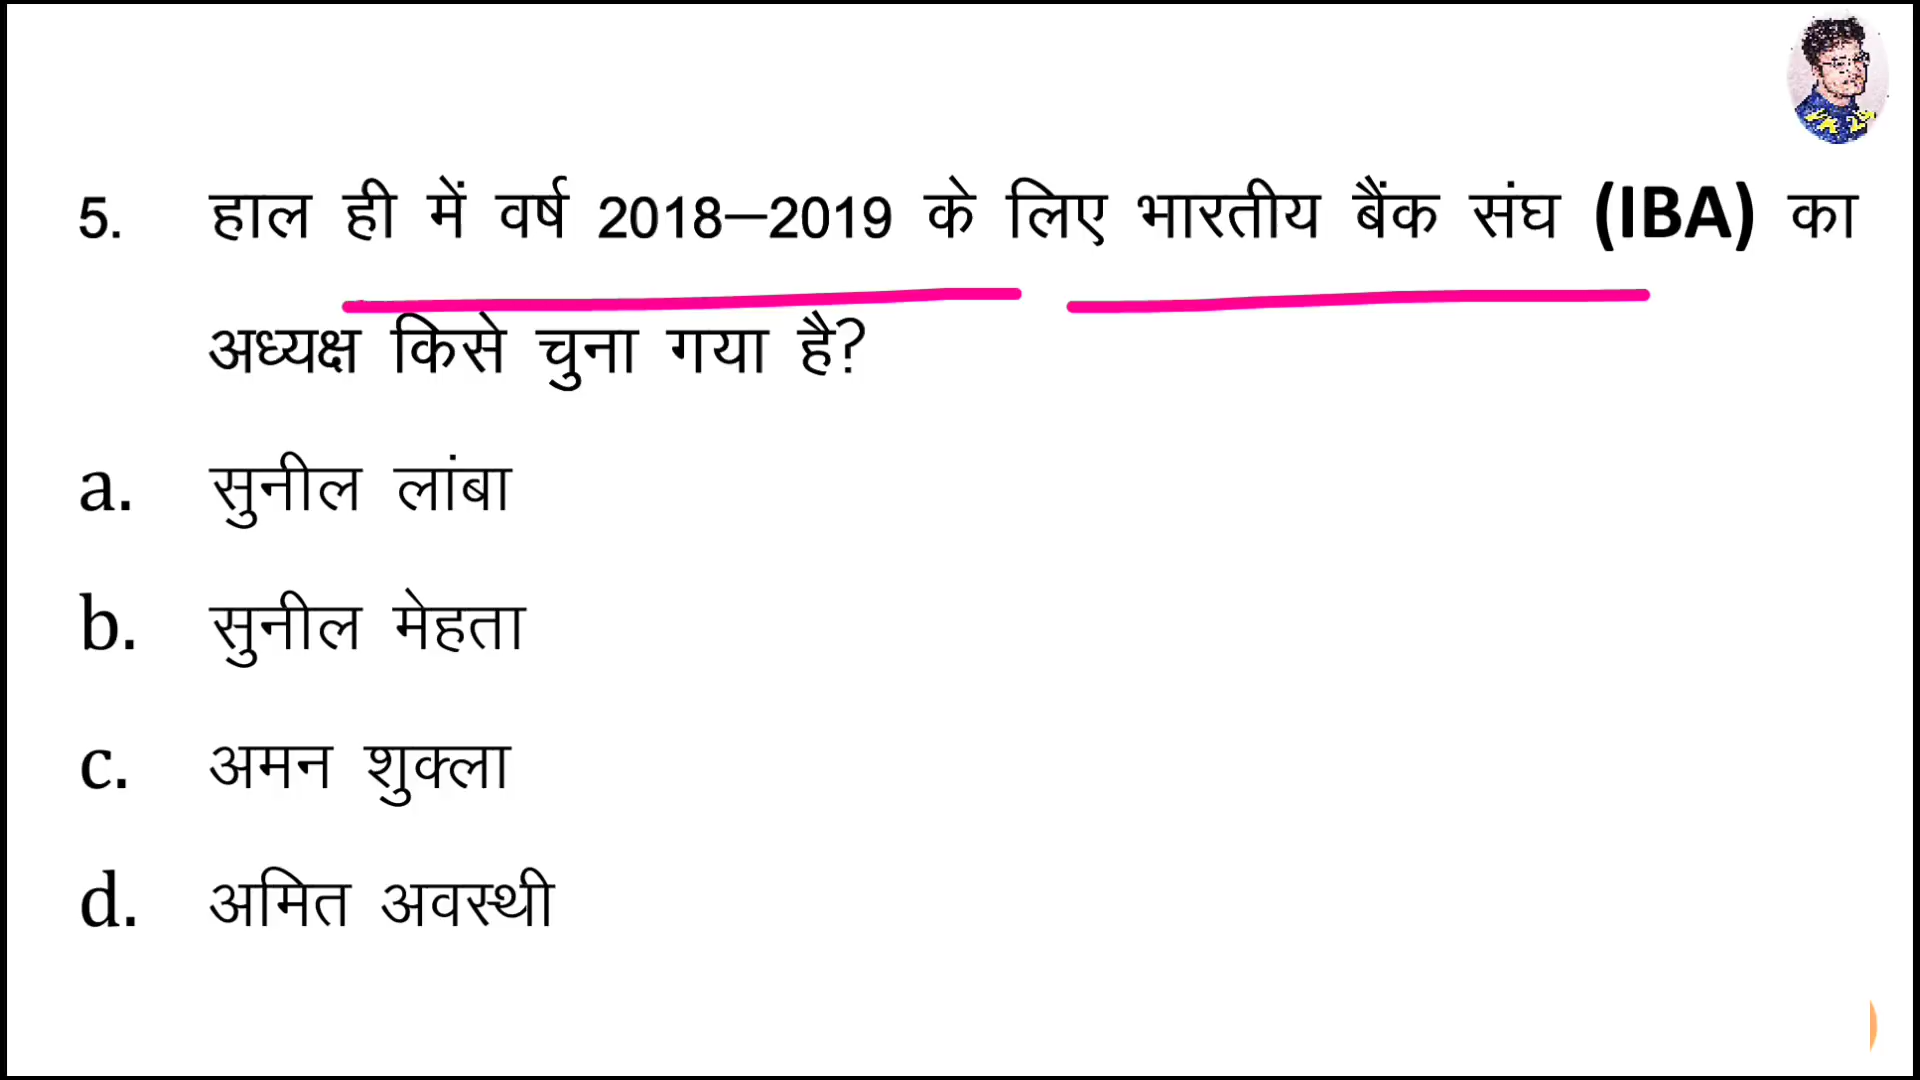 5. हाल ही में वर्ष 2018–2019 के लिए भारतीय बैंक संघ (IBA) का
अध्यक्ष किसे चुना गया है?
a. सुनील लांबा
b. सुनील मेहता
c. अमन शुक्ला
d. अमित अवस्थी